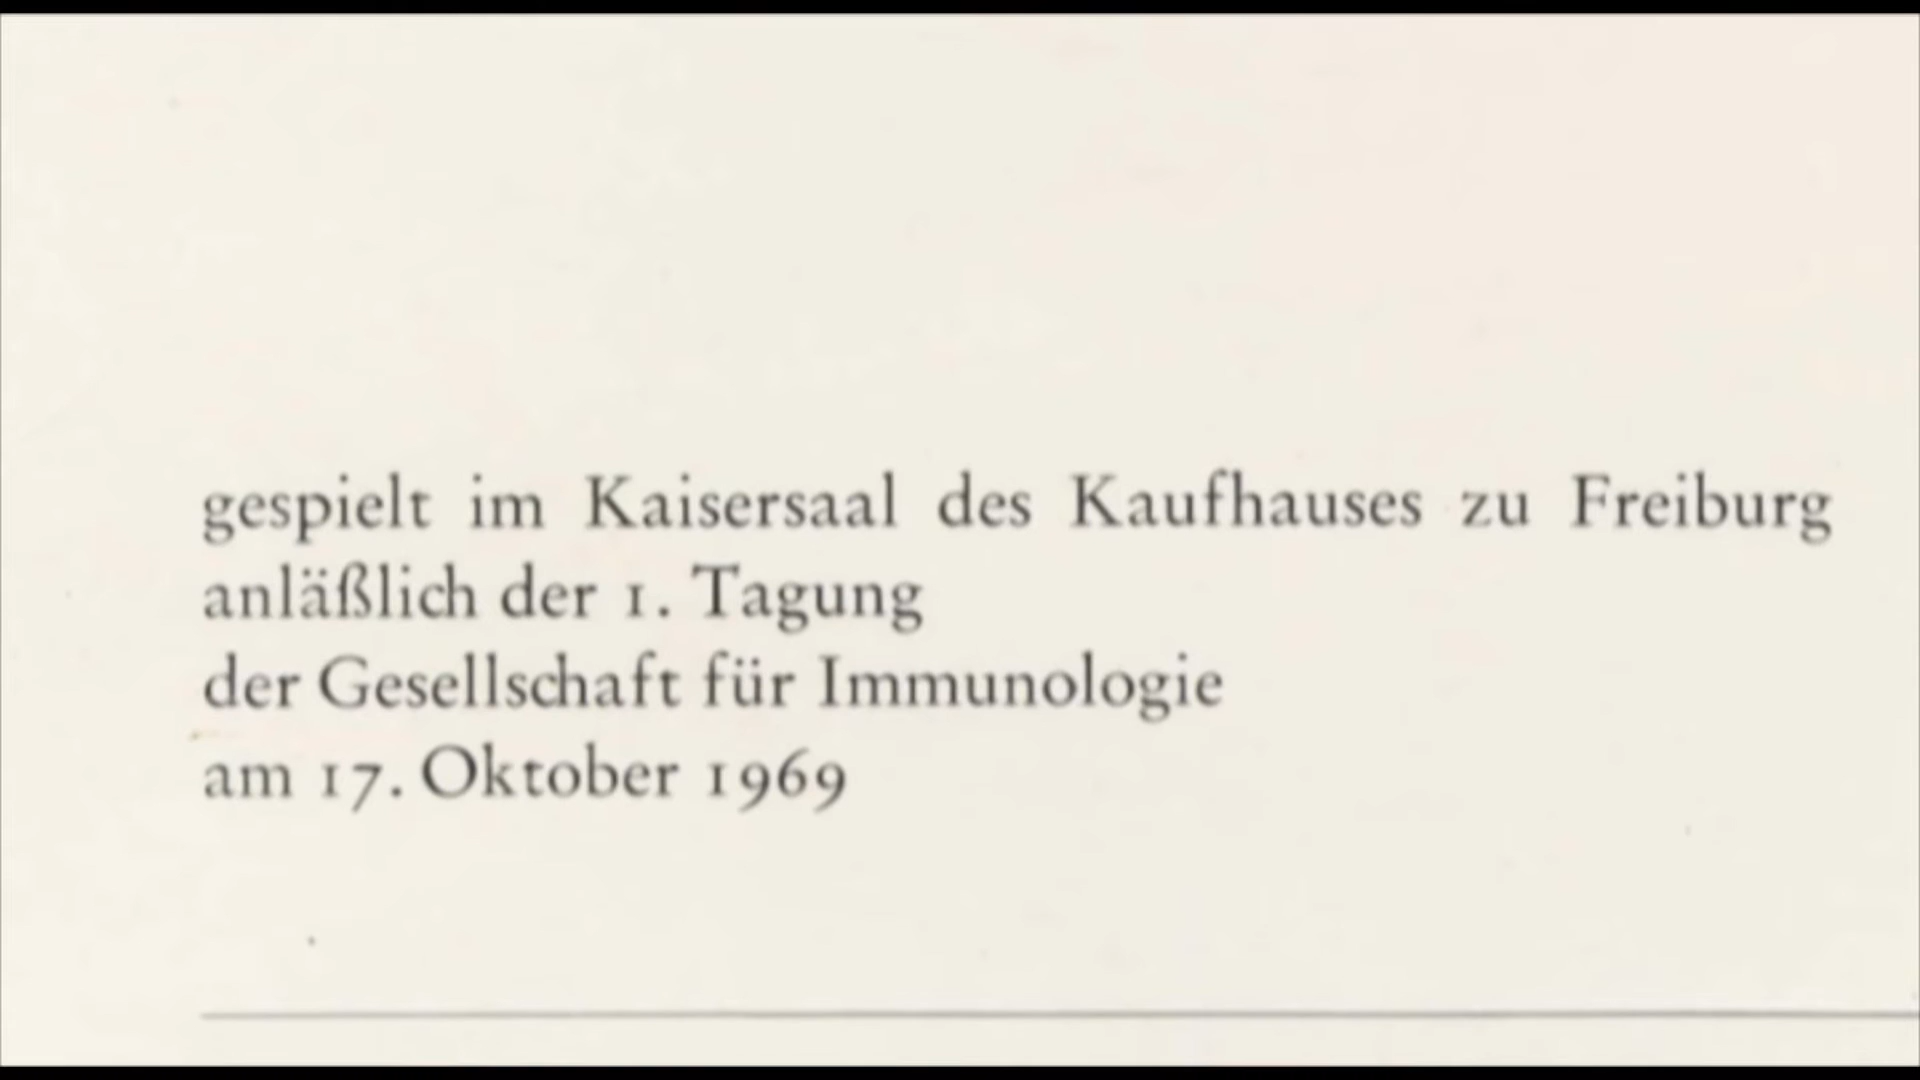 gespielt im Kaisersaal des Kaufhauses zu Freiburg
anläßlich der 1. Tagung
der Gesellschaft für Immunologie
am 17. Oktober 1969